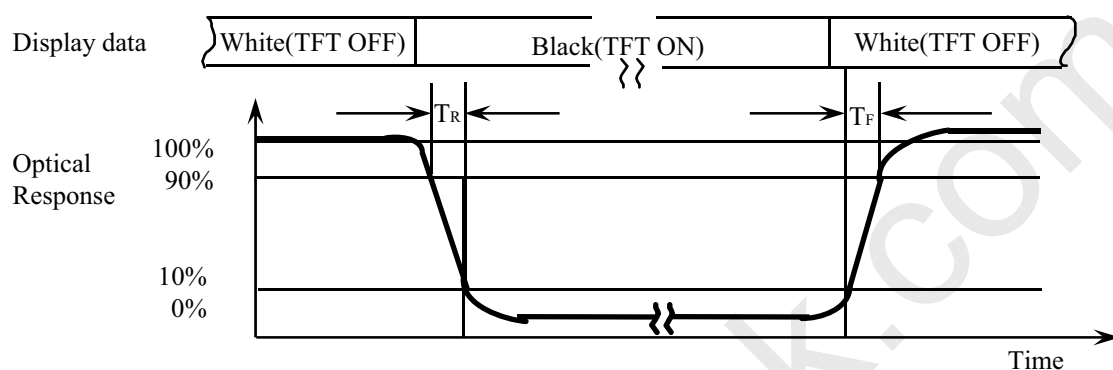 Display data
White(TFT OFF)
Black(TFT ON)
White(TFT OFF)
TR
TF
Optical
Response
100%
90%
10%
0%
Time
k.com